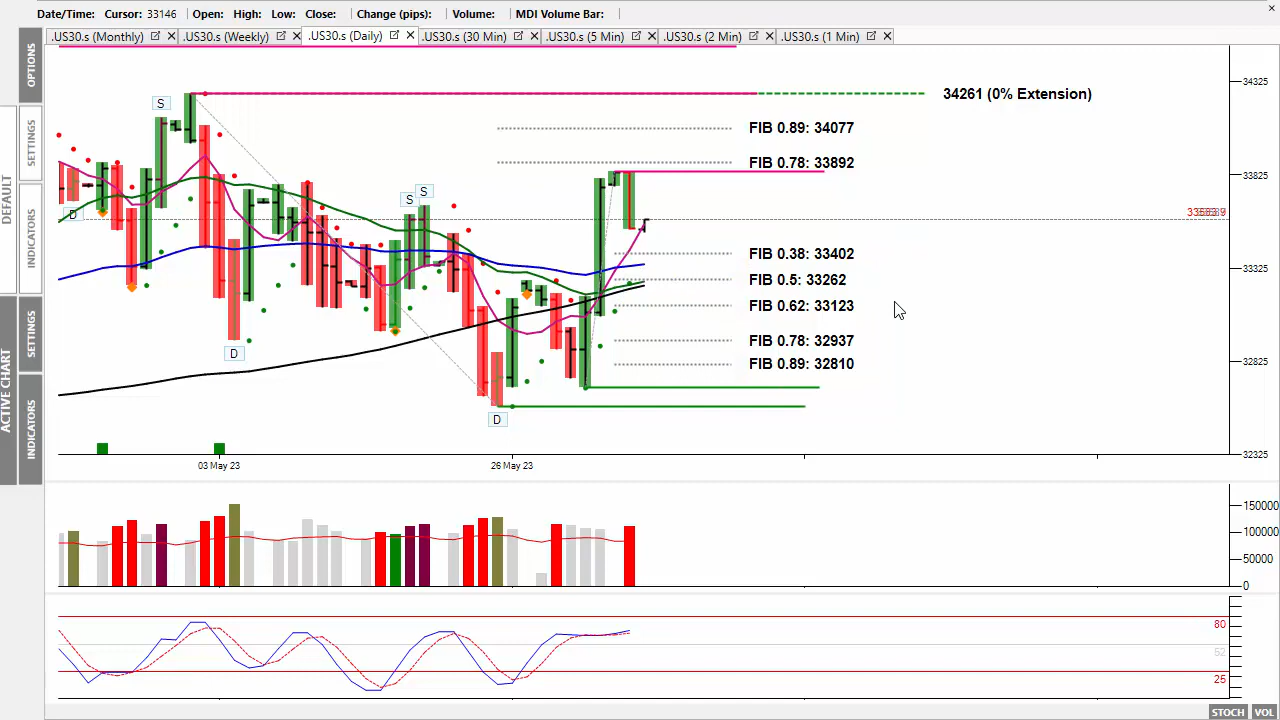 Date/Time: Cursor: 33146 Open: High: Low: Close: Change (pips): Volume: MDI Volume Bar:
.US30.s (Monthly) .US30.s (Weekly) .US30.s (Daily) .US30.s (30 Min) .US30.s (5 Min) .US30.s (2 Min) .US30.s (1 Min)
OPTIONS
SETTINGS
DEFAULT
INDICATORS
SETTINGS
ACTIVE CHART
INDICATORS
34325
34261 (0% Extension)
S
FIB 0.89: 34077
FIB 0.78: 33892
33825
S S
D
FIB 0.38: 33402
33325
FIB 0.5: 33262
FIB 0.62: 33123
FIB 0.78: 32937
D
FIB 0.89: 32810
32825
D
32325
03 May 23 26 May 23
150000
100000
50000
0
80
52
25
STOCH VOL